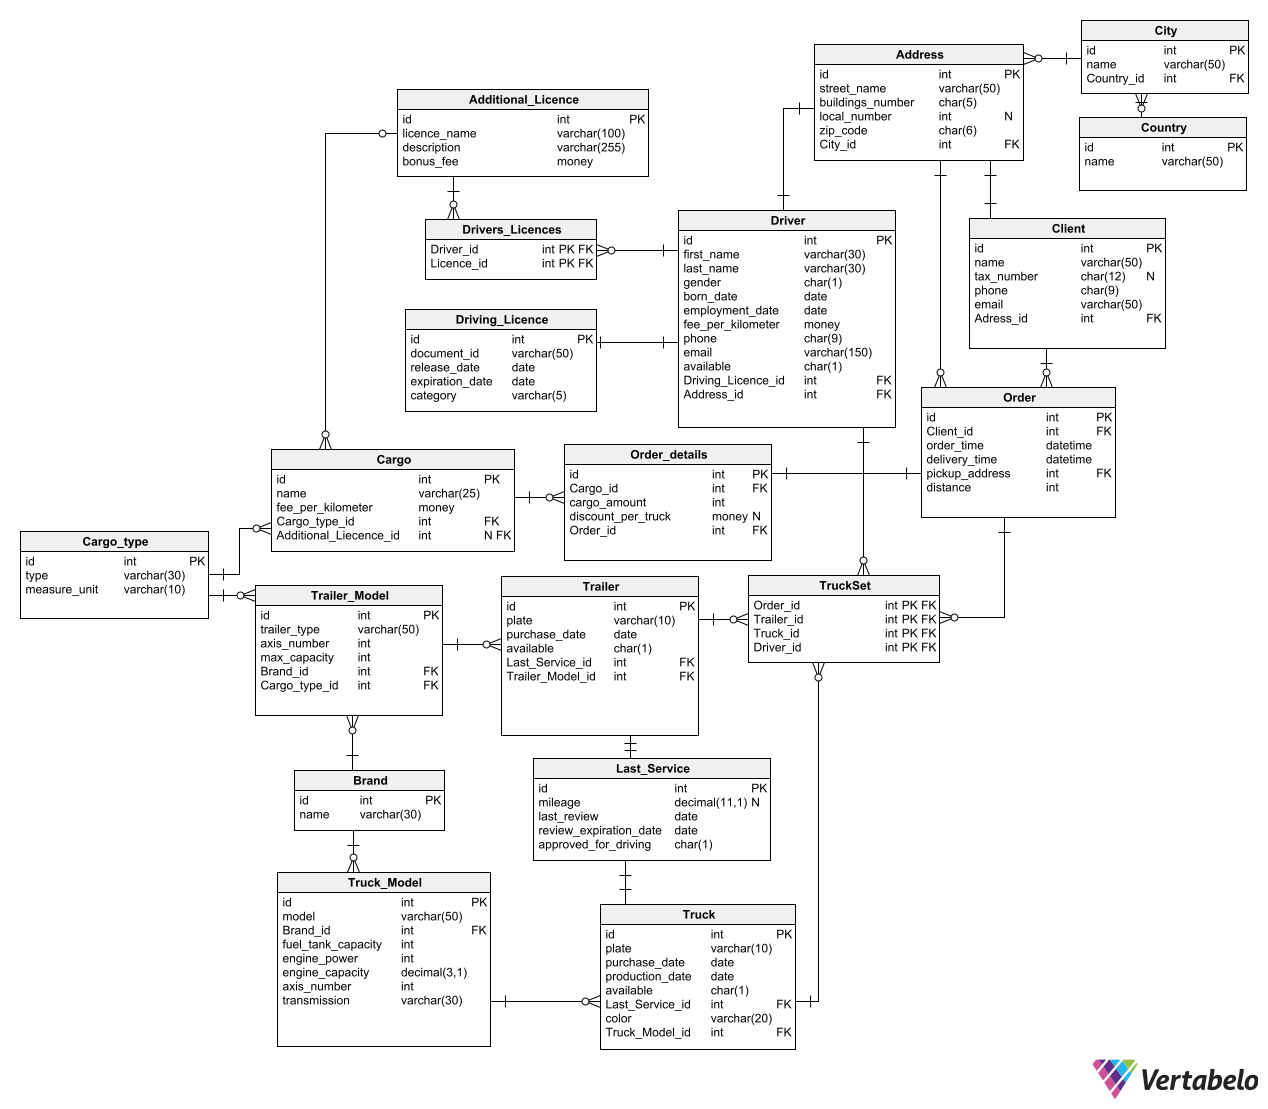 City
id int PK
name varchar(50)
Country_id int FK
Address
id int PK
street_name varchar(50)
buildings_number char(5)
local_number int N
zip_code char(6)
City_id int FK
Additional_Licence
id int PK
licence_name varchar(100)
description varchar(255)
bonus_fee money
Country
id int PK
name varchar(50)
Drivers_Licences
Driver_id int PK FK
Licence_id int PK FK
Driver
id int PK
first_name varchar(30)
last_name varchar(30)
gender char(1)
born_date date
employment_date date
fee_per_kilometer money
phone char(9)
email varchar(150)
available char(1)
Driving_Licence_id int FK
Address_id int FK
Client
id int PK
name varchar(50)
tax_number char(12) N
phone char(9)
email varchar(50)
Adress_id int FK
Driving_Licence
id int PK
document_id varchar(50)
release_date date
expiration_date date
category varchar(5)
Order
id int PK
Client_id int FK
order_time datetime
delivery_time datetime
pickup_address int FK
distance int
Cargo
id int PK
name varchar(25)
fee_per_kilometer money
Cargo_type_id int FK
Additional_Liecence_id int N FK
Order_details
id int PK
Cargo_id int FK
cargo_amount int
discount_per_truck money N
Order_id int FK
Cargo_type
id int PK
type varchar(30)
measure_unit varchar(10)
Trailer_Model
id int PK
trailer_type varchar(50)
axis_number int
max_capacity int
Brand_id int FK
Cargo_type_id int FK
Trailer
id int PK
plate varchar(10)
purchase_date date
available char(1)
Last_Service_id int FK
Trailer_Model_id int FK
TruckSet
Order_id int PK FK
Trailer_id int PK FK
Truck_id int PK FK
Driver_id int PK FK
Brand
id int PK
name varchar(30)
Last_Service
id int PK
mileage decimal(11,1) N
last_review date
review_expiration_date date
approved_for_driving char(1)
Truck_Model
id int PK
model varchar(50)
Brand_id int FK
fuel_tank_capacity int
engine_power int
engine_capacity decimal(3,1)
axis_number int
transmission varchar(30)
Truck
id int PK
plate varchar(10)
purchase_date date
production_date date
available char(1)
Last_Service_id int FK
color varchar(20)
Truck_Model_id int FK
Vertabelo